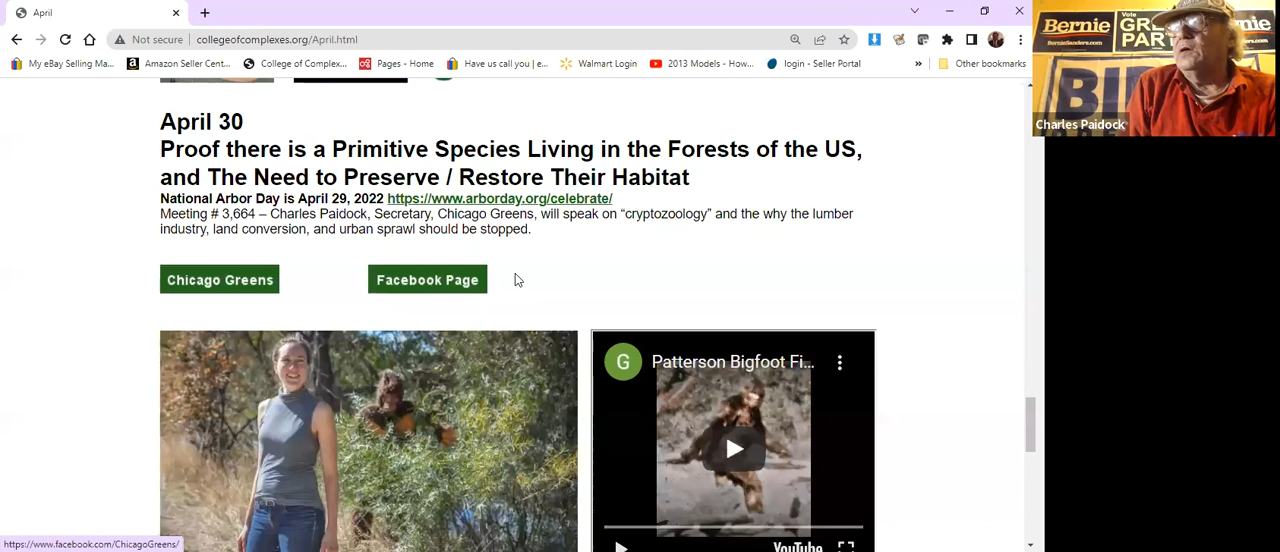 April
Not secure
collegeofcomplexes.org/April.html
My eBay Selling Mag...
Amazon Seller Cent...
College of Complex...
Pages - Home
Have us call you | e...
Walmart Login
2013 Models - How...
login - Seller Portal
»
Other bookmarks
Bernie
BernieSanders.com
Vote
Charles Paidock
April 30
Proof there is a Primitive Species Living in the Forests of the US,
and The Need to Preserve / Restore Their Habitat
National Arbor Day is April 29, 2022 https://www.arborday.org/celebrate/
Meeting # 3,664 – Charles Paidock, Secretary, Chicago Greens, will speak on “cryptozoology” and the why the lumber
industry, land conversion, and urban sprawl should be stopped.
Chicago Greens
Facebook Page
G
Patterson Bigfoot Fi...
YouTube
https://www.facebook.com/ChicagoGreens/